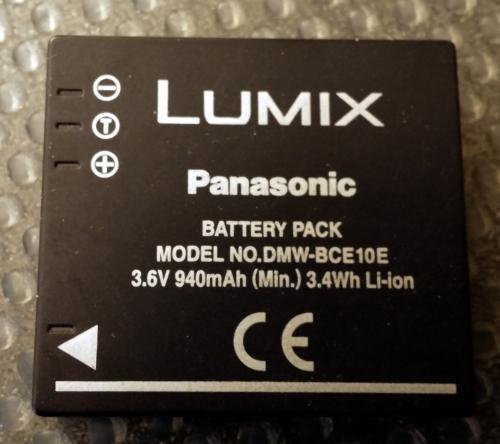 LUMIX
Panasonic
BATTERY PACK
MODEL NO.DMW-BCE10E
3.6V 940mAh (Min.) 3.4Wh Li-ion
CE
− 
T
+